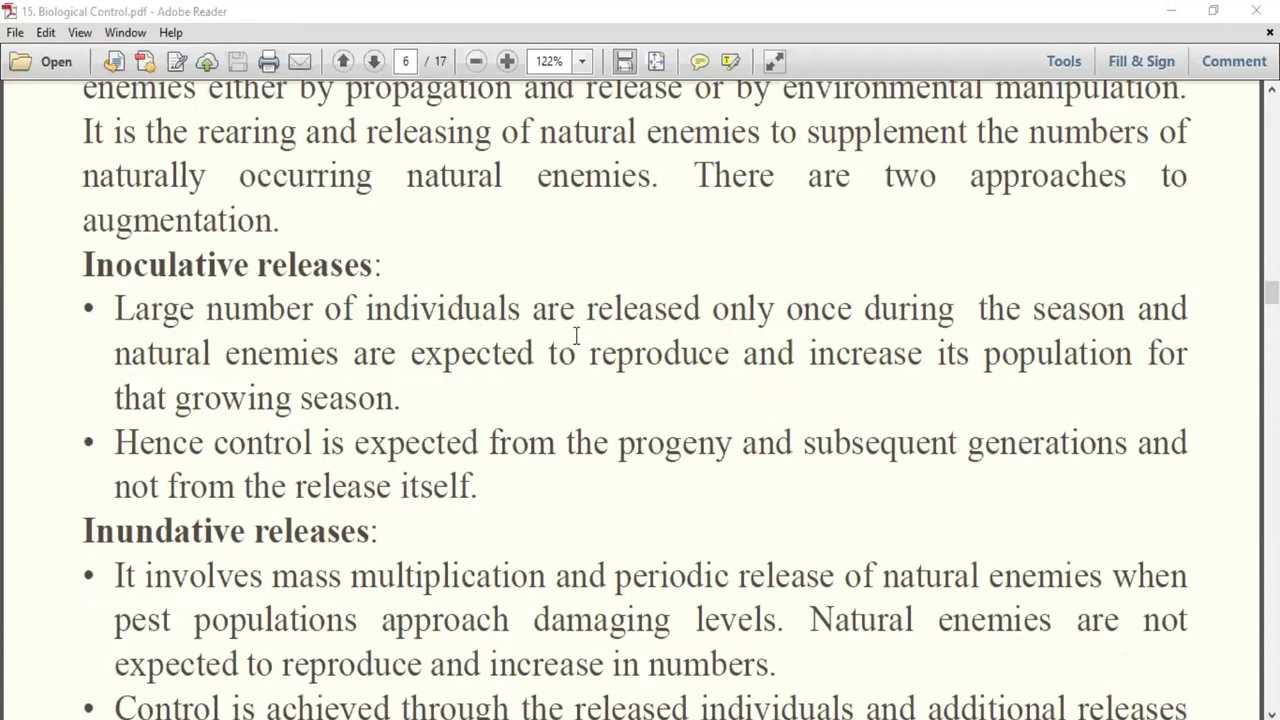 15. Biological Control.pdf - Adobe Reader
File Edit View Window Help
Open 6 / 17 122% Tools Fill & Sign Comment
enemies either by propagation and release or by environmental manipulation.
It is the rearing and releasing of natural enemies to supplement the numbers of
naturally occurring natural enemies. There are two approaches to
augmentation.
Inoculative releases:
• Large number of individuals are released only once during the season and
natural enemies are expected to reproduce and increase its population for
that growing season.
• Hence control is expected from the progeny and subsequent generations and
not from the release itself.
Inundative releases:
• It involves mass multiplication and periodic release of natural enemies when
pest populations approach damaging levels. Natural enemies are not
expected to reproduce and increase in numbers.
• Control is achieved through the released individuals and additional releases